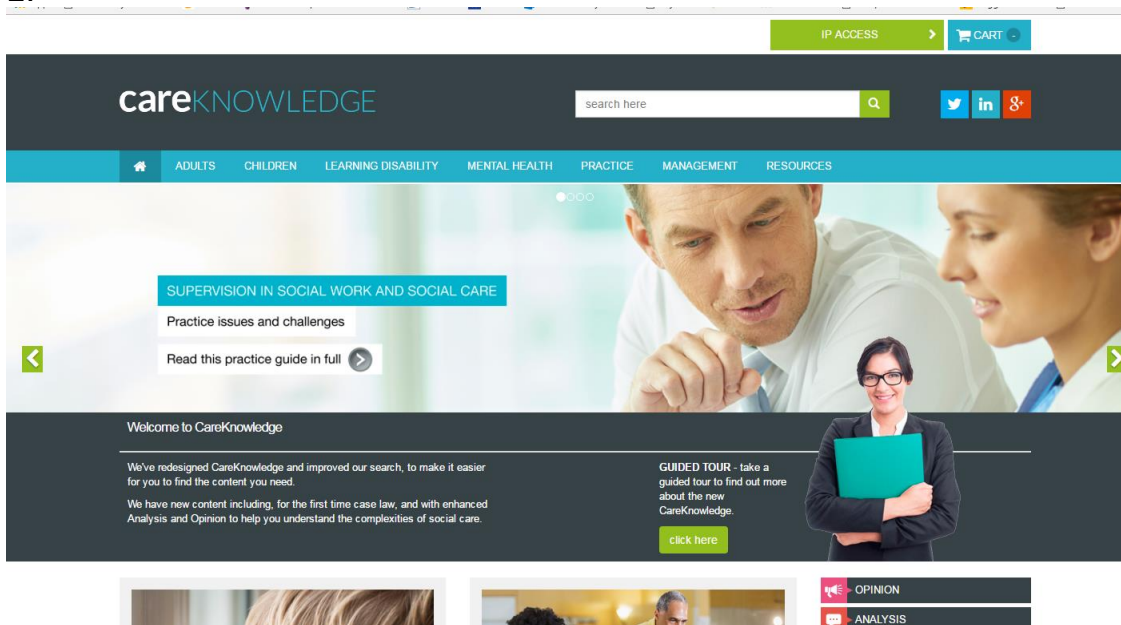 IP ACCESS
CART -
careKNOWLEDGE
search here
in
8+
ADULTS CHILDREN LEARNING DISABILITY MENTAL HEALTH PRACTICE MANAGEMENT RESOURCES
SUPERVISION IN SOCIAL WORK AND SOCIAL CARE
Practice issues and challenges
Read this practice guide in full
Welcome to CareKnowledge
We've redesigned CareKnowledge and improved our search, to make it easier
for you to find the content you need.
We have new content including, for the first time case law, and with enhanced
Analysis and Opinion to help you understand the complexities of social care.
GUIDED TOUR - take a
guided tour to find out more
about the new
CareKnowledge.
click here
OPINION
ANALYSIS